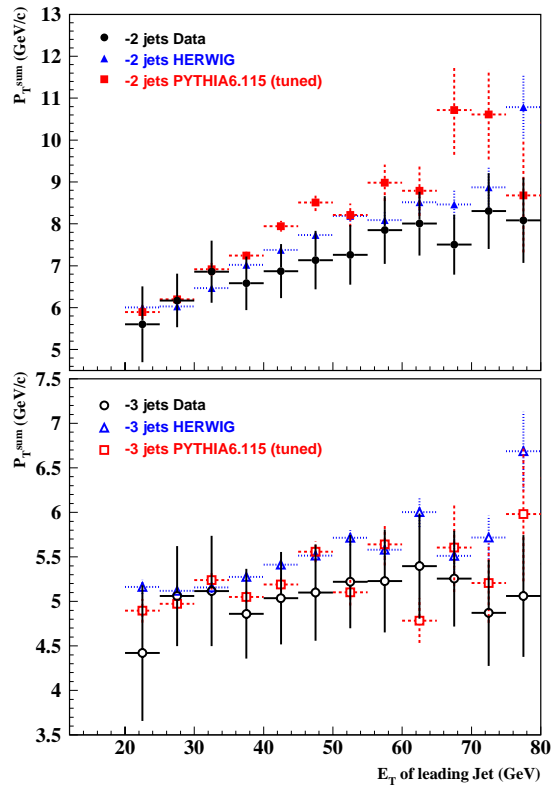 P_T^sum (GeV/c)
13
12
11
10
9
8
7
6
5
-2 jets Data
-2 jets HERWIG
-2 jets PYTHIA6.115 (tuned)
P_T^sum (GeV/c)
7.5
7
6.5
6
5.5
5
4.5
4
3.5
-3 jets Data
-3 jets HERWIG
-3 jets PYTHIA6.115 (tuned)
20 30 40 50 60 70 80
E_T of leading Jet (GeV)